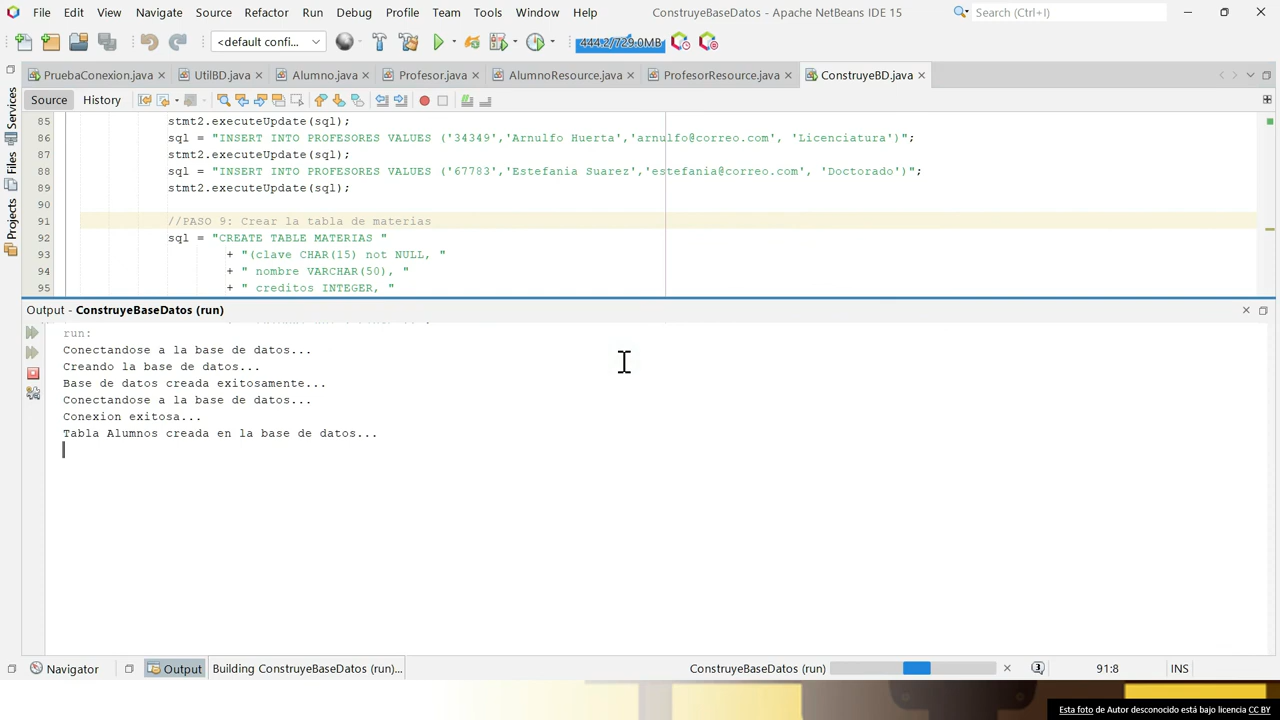 File Edit View Navigate Source Refactor Run Debug Profile Team Tools Window Help ConstruyeBaseDatos - Apache NetBeans IDE 15 Search (Ctrl+I)
<default confi... 444.2/729.0MB
PruebaConexion.java UtilBD.java Alumno.java Profesor.java AlumnoResource.java ProfesorResource.java ConstruyeBD.java
Source History
Services
Files
Projects
85 stmt2.executeUpdate(sql);
86 sql = "INSERT INTO PROFESORES VALUES ('34349','Arnulfo Huerta','arnulfo@correo.com', 'Licenciatura')";
87 stmt2.executeUpdate(sql);
88 sql = "INSERT INTO PROFESORES VALUES ('67783','Estefania Suarez','estefania@correo.com', 'Doctorado')";
89 stmt2.executeUpdate(sql);
90
91 //PASO 9: Crear la tabla de materias
92 sql = "CREATE TABLE MATERIAS "
93 + "(clave CHAR(15) not NULL, "
94 + " nombre VARCHAR(50), "
95 + " creditos INTEGER, "
Output - ConstruyeBaseDatos (run)
run:
Conectandose a la base de datos...
Creando la base de datos...
Base de datos creada exitosamente...
Conectandose a la base de datos...
Conexion exitosa...
Tabla Alumnos creada en la base de datos...
Navigator Output Building ConstruyeBaseDatos (run)... ConstruyeBaseDatos (run) 91:8 INS
Esta foto de Autor desconocido está bajo licencia CC BY